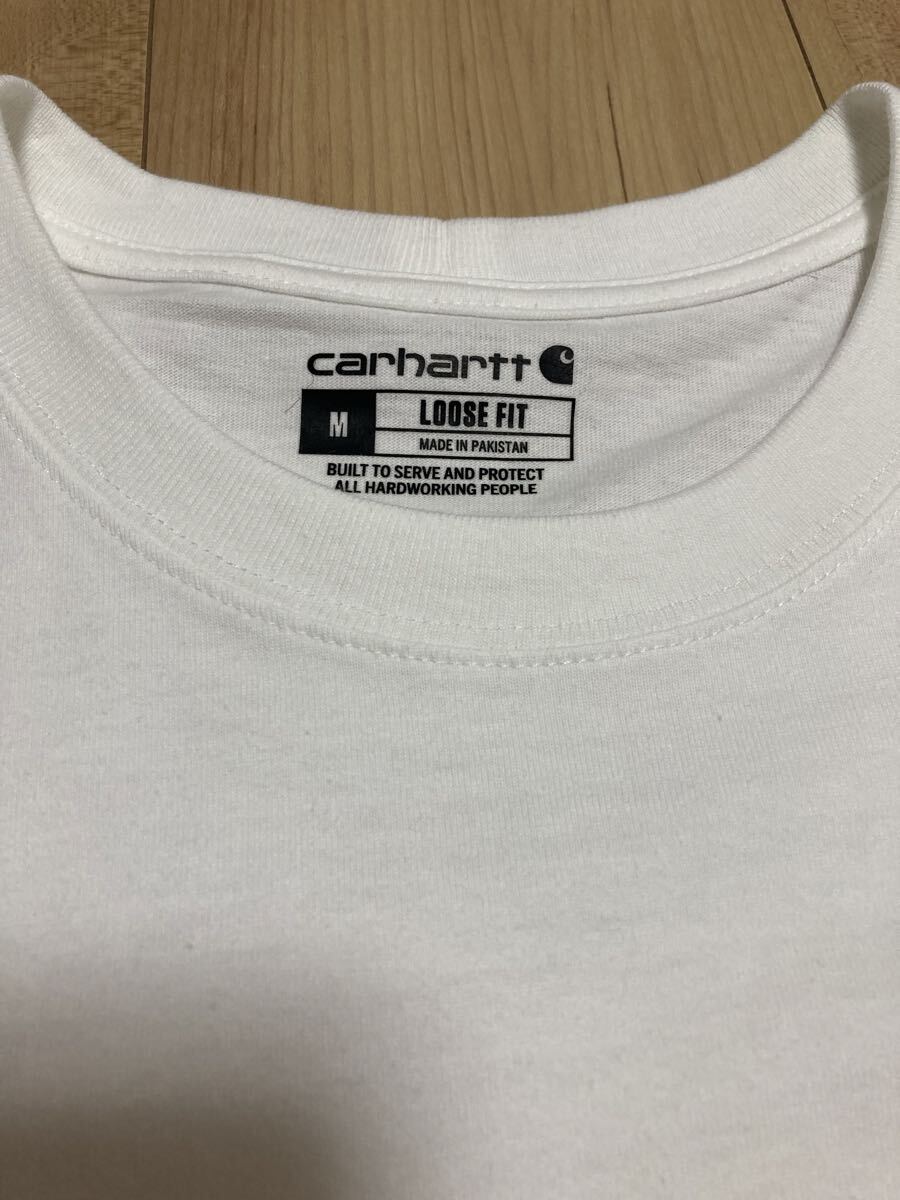 carhartt
M
LOOSE FIT
MADE IN PAKISTAN
BUILT TO SERVE AND PROTECT
ALL HARDWORKING PEOPLE